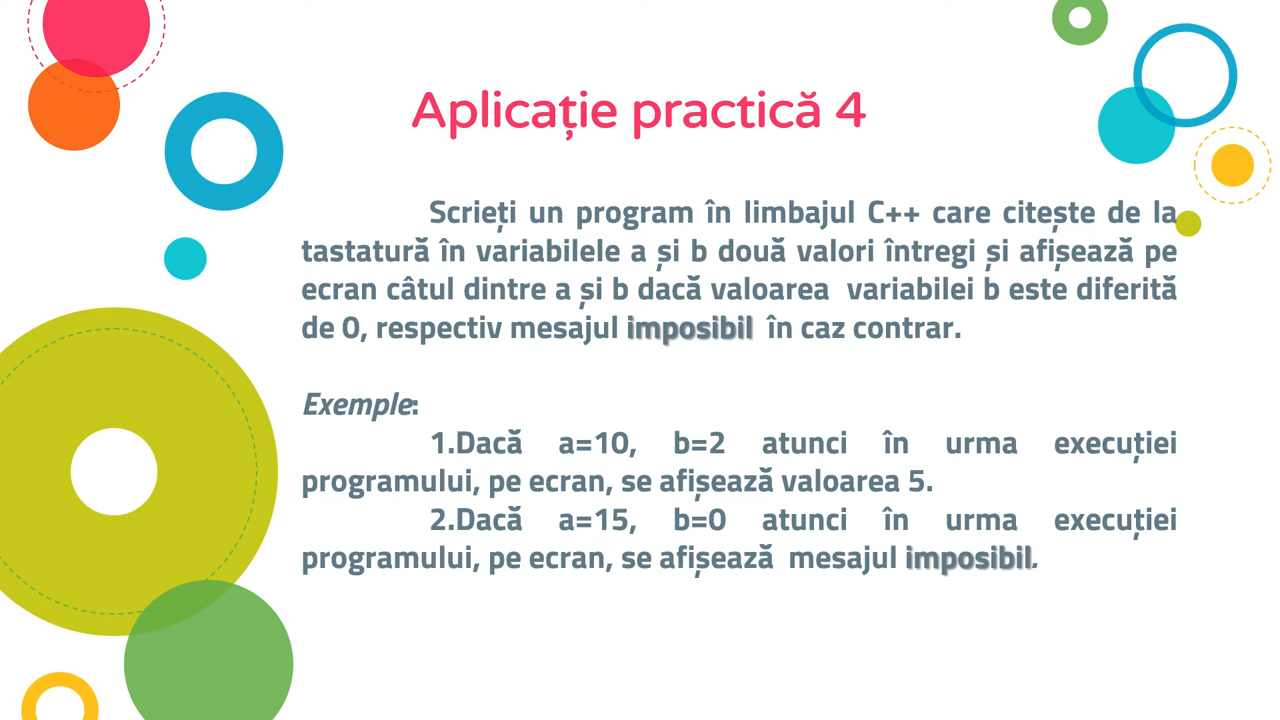 Aplicație practică 4
Scrieți un program în limbajul C++ care citește de la
tastatură în variabilele a și b două valori întregi și afișează pe
ecran câtul dintre a și b dacă valoarea variabilei b este diferită
de 0, respectiv mesajul imposibil în caz contrar.
Exemple:
1.Dacă a=10, b=2 atunci în urma execuției
programului, pe ecran, se afișează valoarea 5.
2.Dacă a=15, b=0 atunci în urma execuției
programului, pe ecran, se afișează mesajul imposibil.